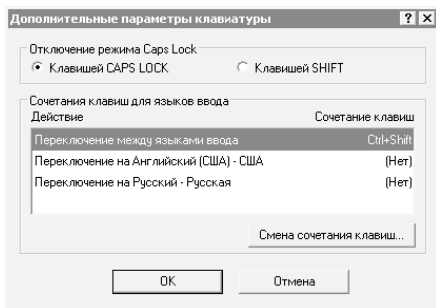 Дополнительные параметры клавиатуры
Отключение режима Caps Lock
Клавишей CAPS LOCK Клавишей SHIFT
Сочетания клавиш для языков ввода
Действие Сочетание клавиш
Переключение между языками ввода Ctrl+Shift
Переключение на Английский (США) - США (Нет)
Переключение на Русский - Русская (Нет)
Смена сочетания клавиш...
OK Отмена